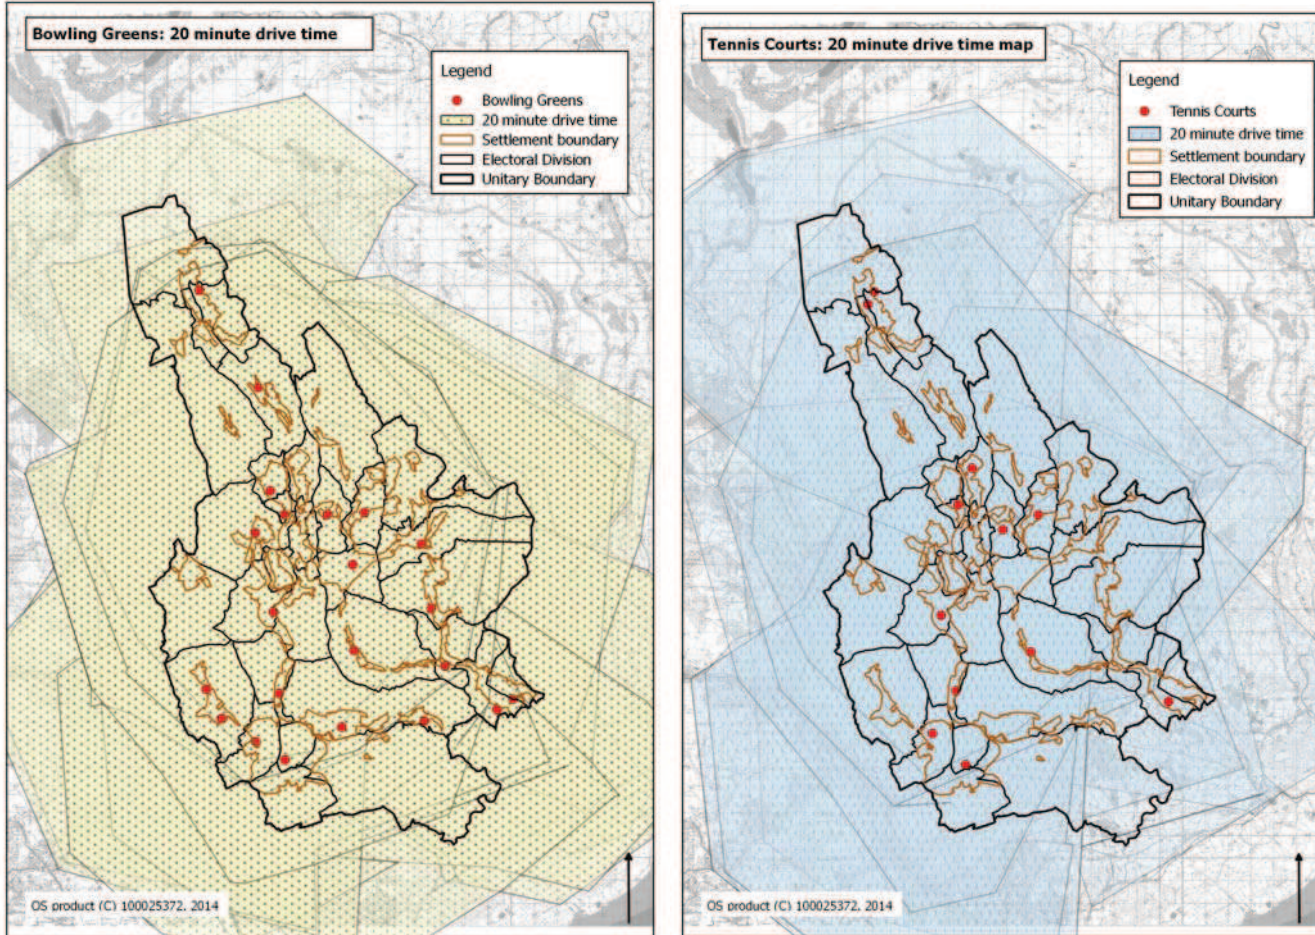 Bowling Greens: 20 minute drive time
Legend
Bowling Greens
20 minute drive time
Settlement boundary
Electoral Division
Unitary Boundary
OS product (C) 100025372, 2014
Tennis Courts: 20 minute drive time map
Legend
Tennis Courts
20 minute drive time
Settlement boundary
Electoral Division
Unitary Boundary
OS product (C) 100025372, 2014